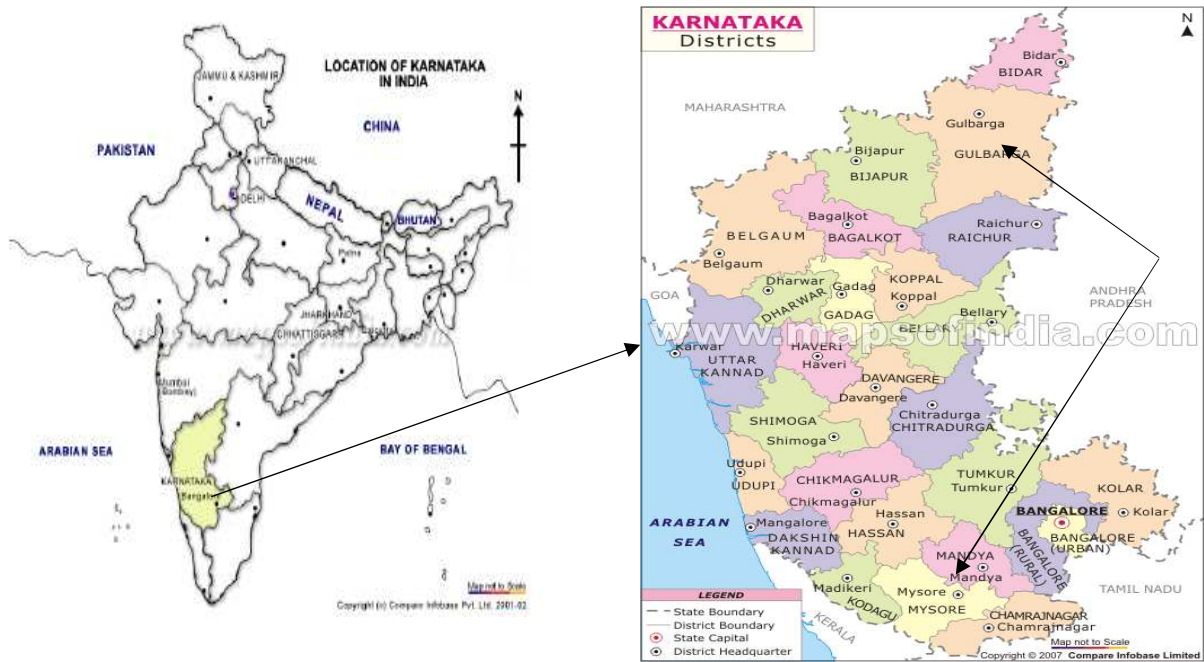 LOCATION OF KARNATAKA
IN INDIA
N
JAMMU & KASHMIR
CHINA
PAKISTAN
UTTARANCHAL
DELHI
NEPAL
BHUTAN
Patna
JHARKHAND
CHHATTISGARH
Mumbai
(Bombay)
ARABIAN SEA
BAY OF BENGAL
KARNATAKA
Bangalo
Map not to Scale
Copyright (c) Compare Infobase Pvt. Ltd. 2001-02
KARNATAKA
Districts
N
Bidar
BIDAR
MAHARASHTRA
Gulbarga
GULBARGA
Bijapur
BIJAPUR
Bagalkot
BAGALKOT
Raichur
RAICHUR
BELGAUM
Belgaum
Dharwar
DHARWAR
Gadag
GADAG
KOPPAL
Koppal
GOA
ANDHRA
PRADESH
Bellary
BELLARY
www.mapsofindia.com
Karwar
UTTAR
KANNAD
HAVERI
Haveri
DAVANGERE
Davangere
Chitradurga
CHITRADURGA
SHIMOGA
Shimoga
Udupi
UDUPI
CHIKMAGALUR
Chikmagalur
TUMKUR
Tumkur
KOLAR
Kolar
BANGALORE
BANGALORE
(URBAN)
BANGALORE
(RURAL)
Hassan
HASSAN
ARABIAN
SEA
Mangalore
DAKSHIN
KANNAD
MANDYA
Mandya
Madikeri
KODAGU
Mysore
MYSORE
TAMIL NADU
CHAMRAJNAGAR
Chamrajnagar
KERALA
LEGEND
State Boundary
District Boundary
State Capital
District Headquarter
Map not to Scale
Copyright © 2007 Compare Infobase Limited